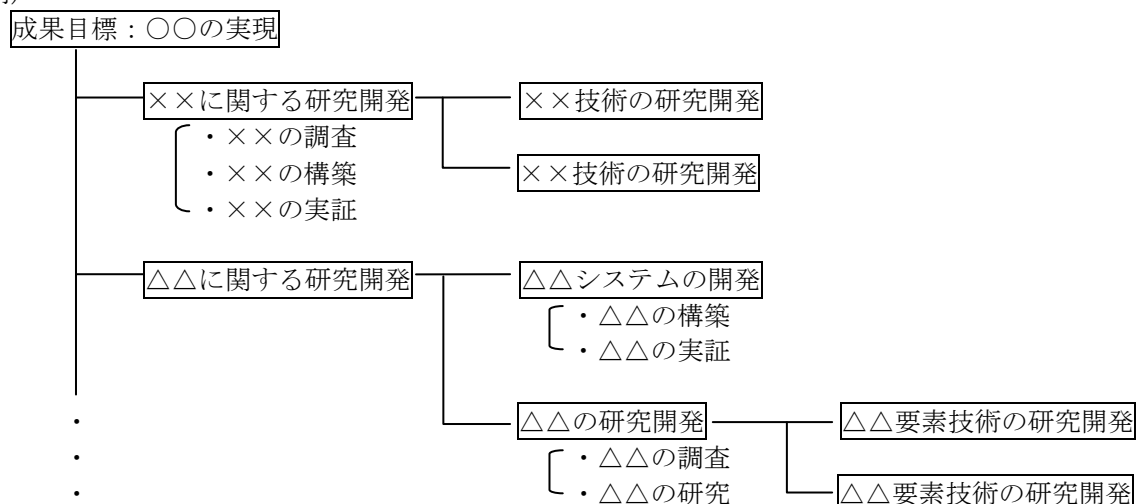 成果目標：○○の実現
××に関する研究開発 ××技術の研究開発
・××の調査
・××の構築 ××技術の研究開発
・××の実証
△△に関する研究開発 △△システムの開発
・△△の構築
・△△の実証
△△の研究開発 △△要素技術の研究開発
・△△の調査
・△△の研究 △△要素技術の研究開発
・
・
・